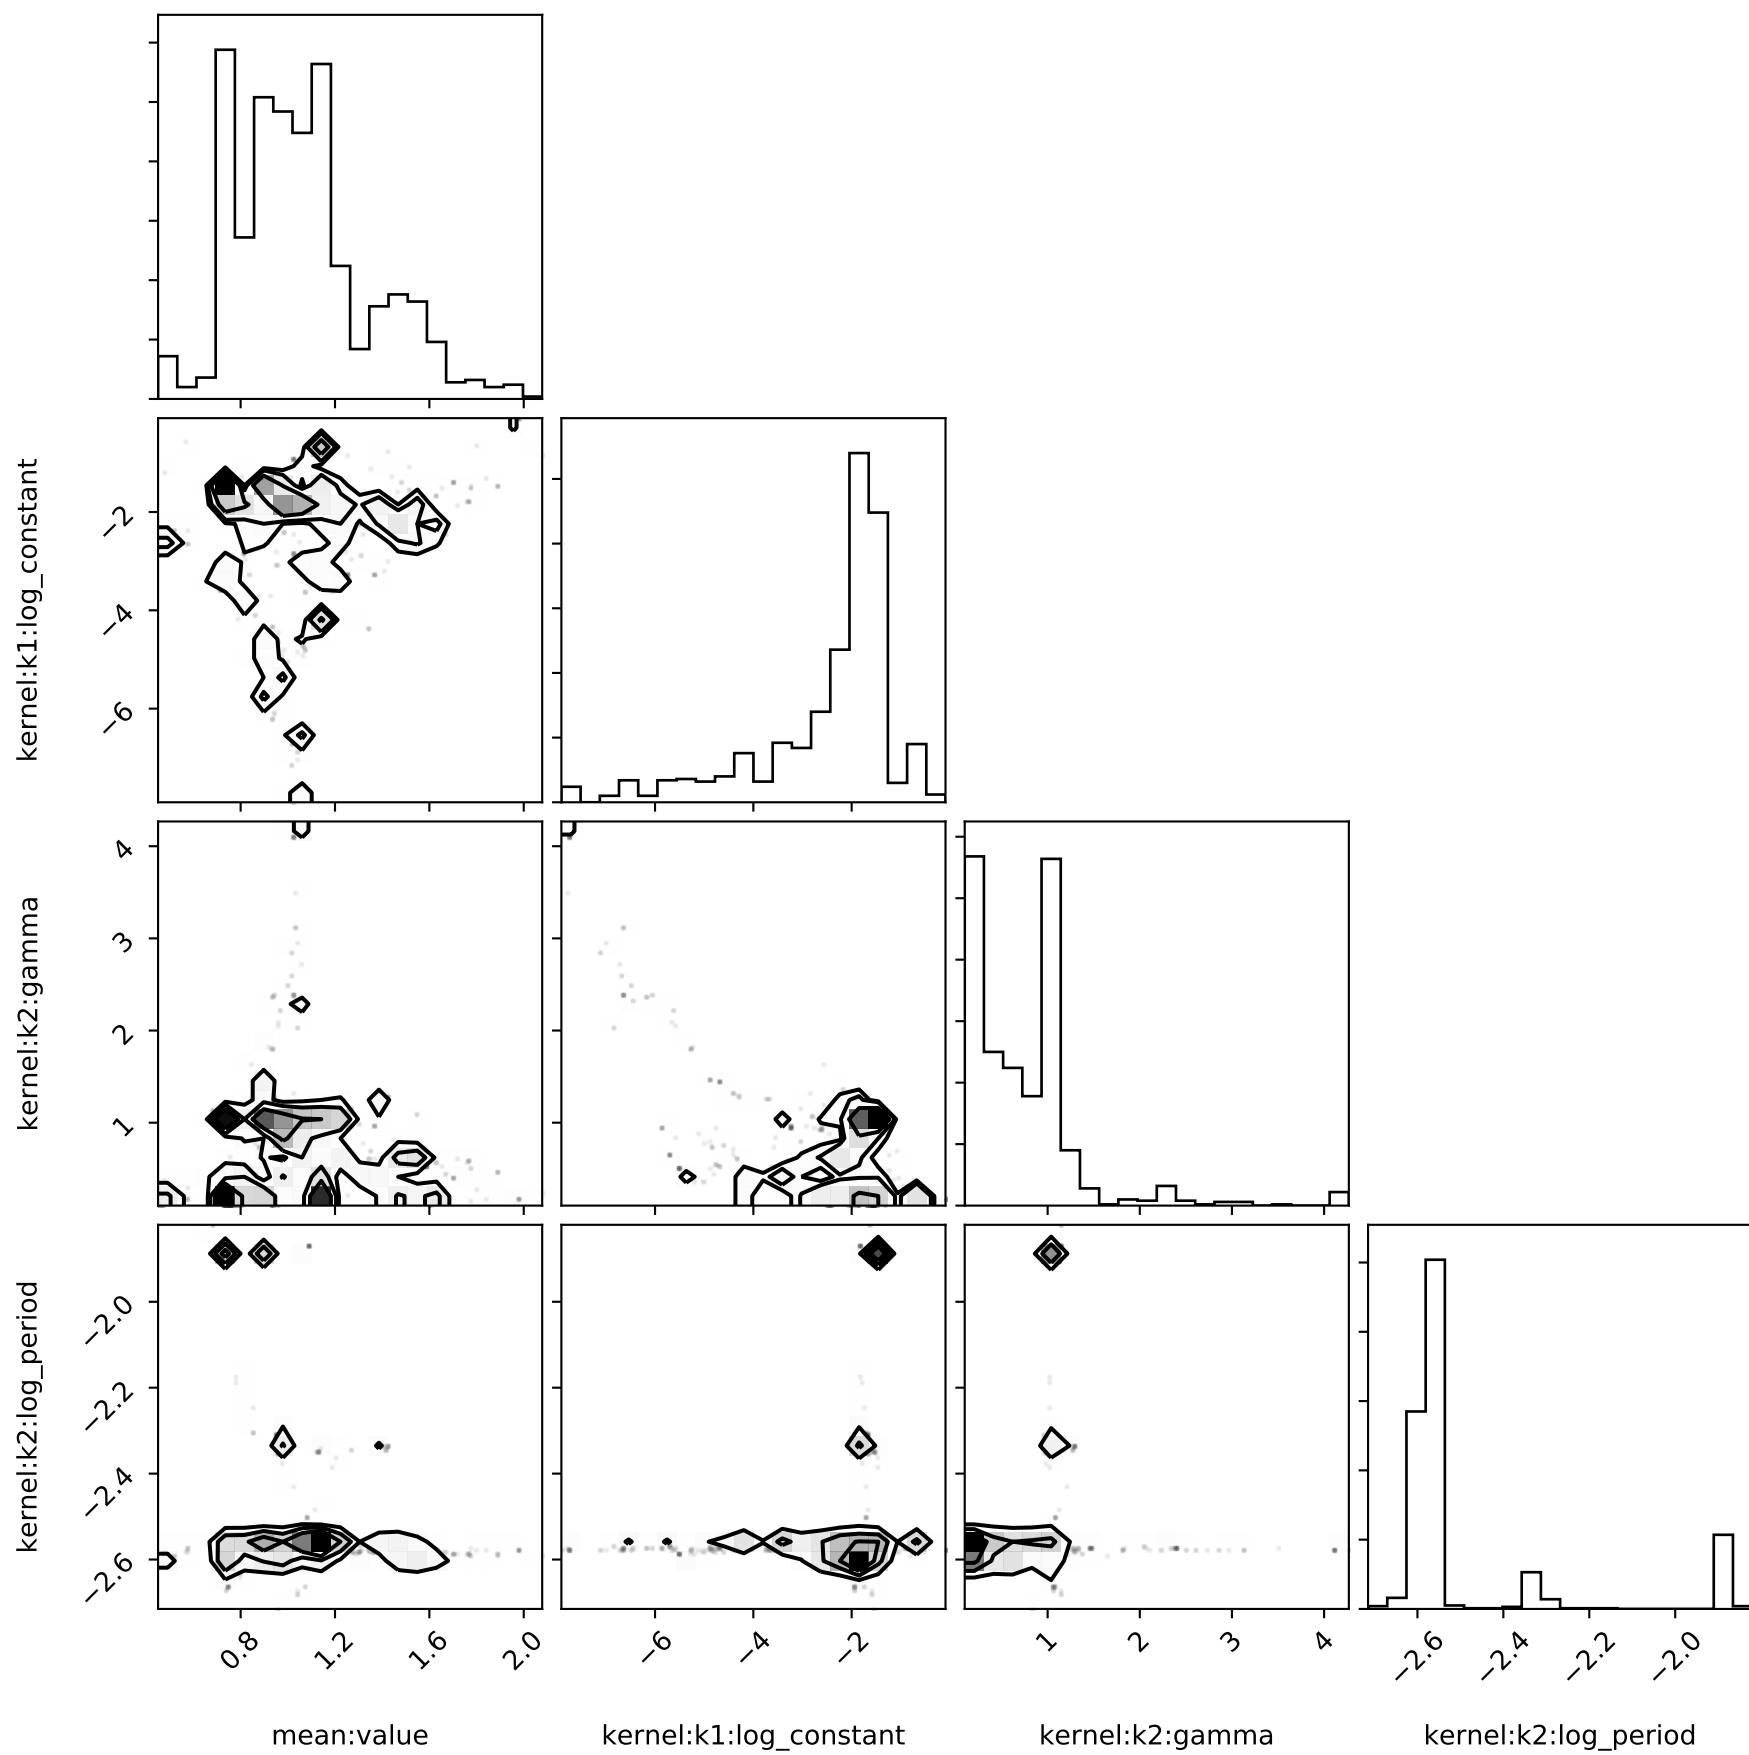 kernel:k1:log_constant
−2
−4
−6
kernel:k2:gamma
4
3
2
1
kernel:k2:log_period
−2.0
−2.2
−2.4
−2.6
0.8 1.2 1.6 2.0
−6 −4 −2
1 2 3 4
−2.6 −2.4 −2.2 −2.0
mean:value
kernel:k1:log_constant
kernel:k2:gamma
kernel:k2:log_period